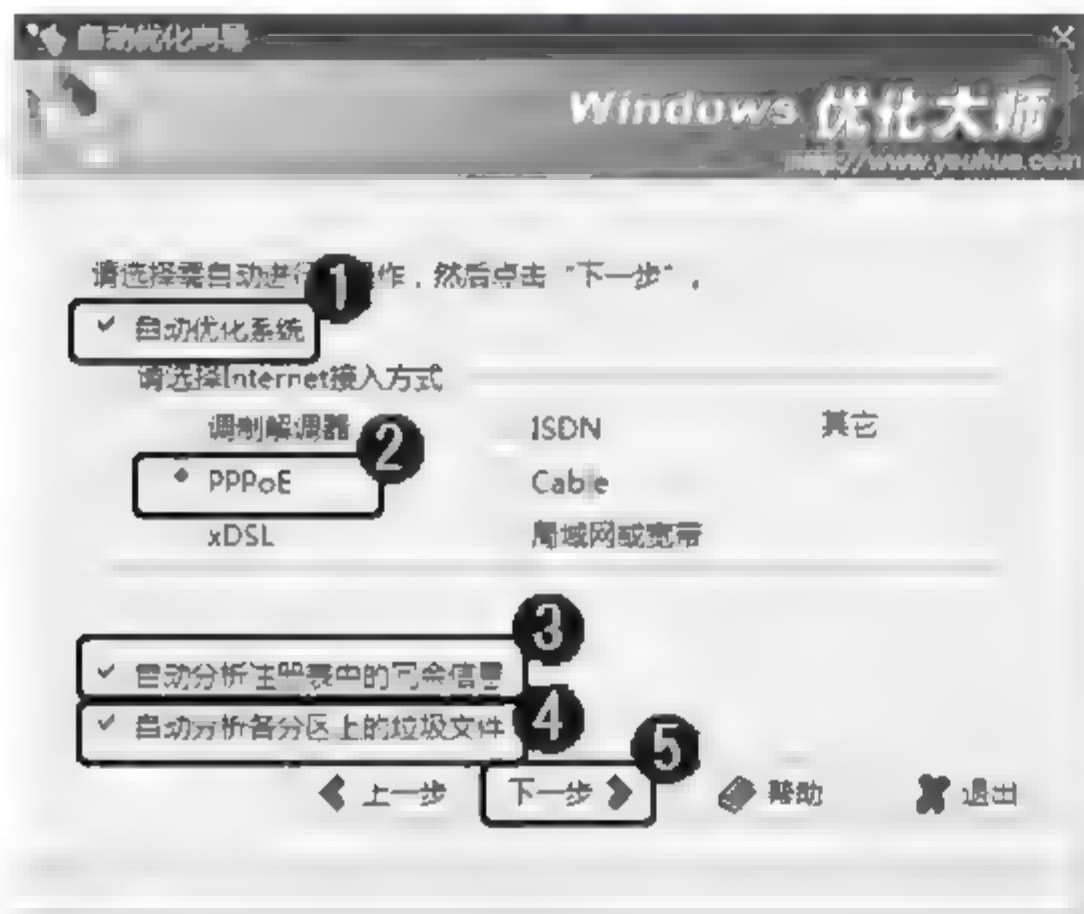 自动优化向导
Windows 优化大师
http://www.youhua.com
请选择需自动进行 作，然后点击 "下一步"。
1
自动优化系统
请选择Internet接入方式
调制解调器 ISDN 其它
2
PPPoE Cable
xDSL 局域网或宽带
3
自动分析注册表中的冗余信息
自动分析各分区上的垃圾文件
4
5
上一步 下一步 帮助 退出